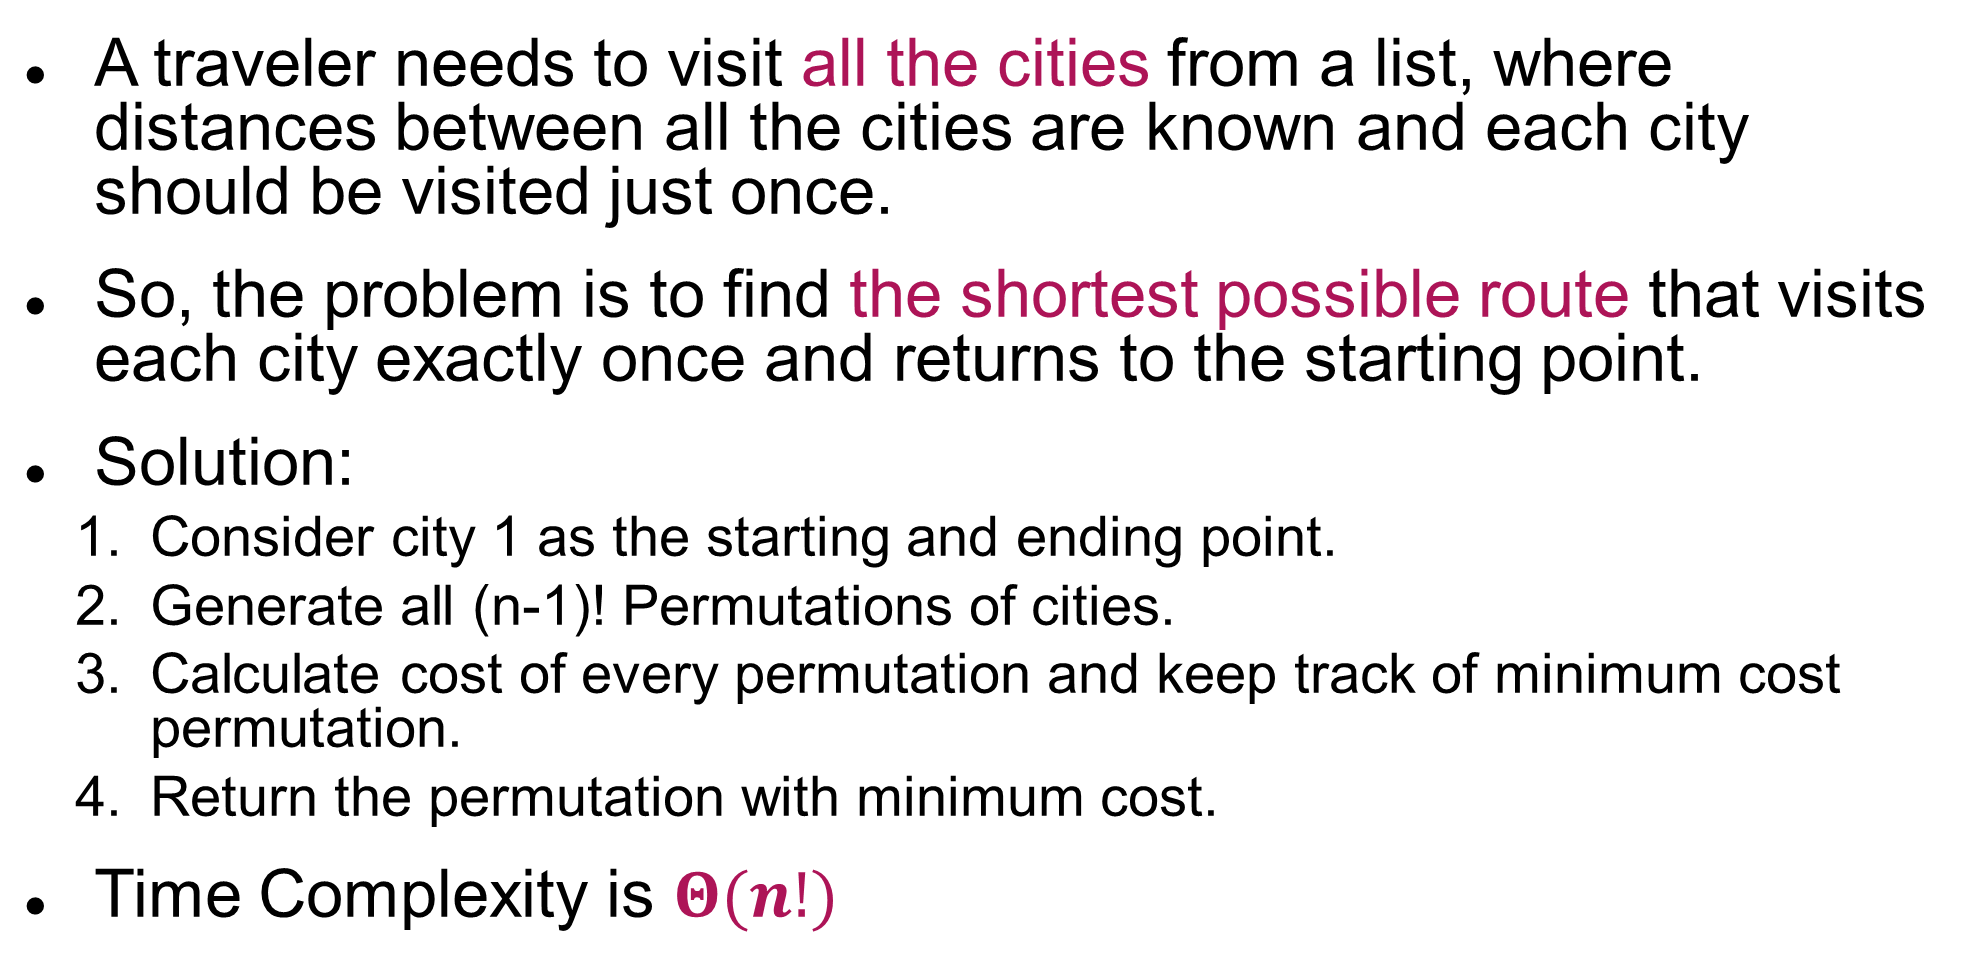 • A traveler needs to visit all the cities from a list, where
distances between all the cities are known and each city
should be visited just once.
• So, the problem is to find the shortest possible route that visits
each city exactly once and returns to the starting point.
• Solution:
1. Consider city 1 as the starting and ending point.
2. Generate all (n-1)! Permutations of cities.
3. Calculate cost of every permutation and keep track of minimum cost
permutation.
4. Return the permutation with minimum cost.
• Time Complexity is Θ(n!)